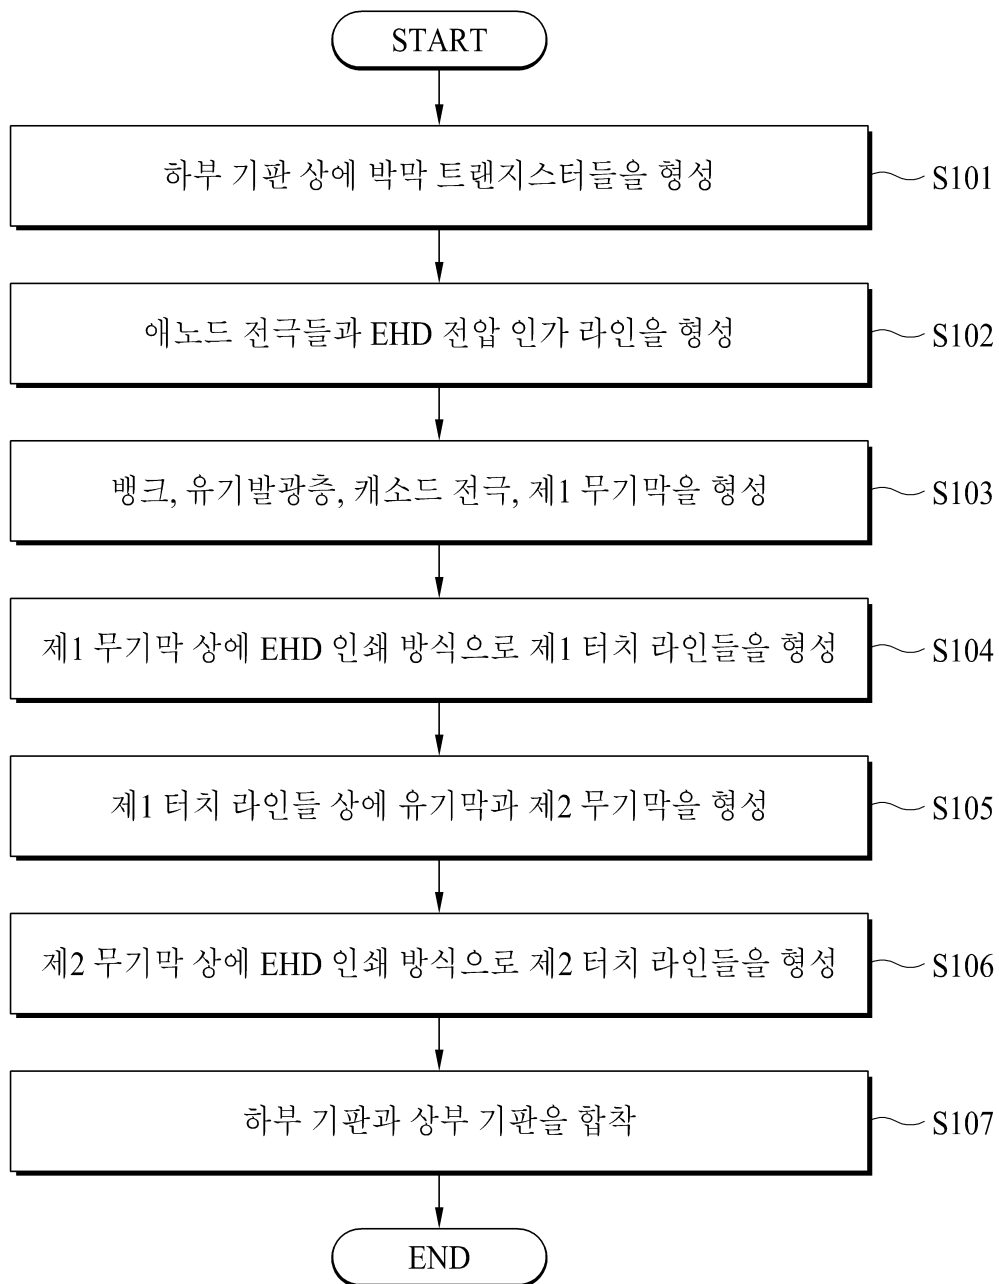 START
하부 기판 상에 박막 트랜지스터들을 형성
S101
애노드 전극들과 EHD 전압 인가 라인을 형성
S102
뱅크, 유기발광층, 캐소드 전극, 제1 무기막을 형성
S103
제1 무기막 상에 EHD 인쇄 방식으로 제1 터치 라인들을 형성
S104
제1 터치 라인들 상에 유기막과 제2 무기막을 형성
S105
제2 무기막 상에 EHD 인쇄 방식으로 제2 터치 라인들을 형성
S106
하부 기판과 상부 기판을 합착
S107
END